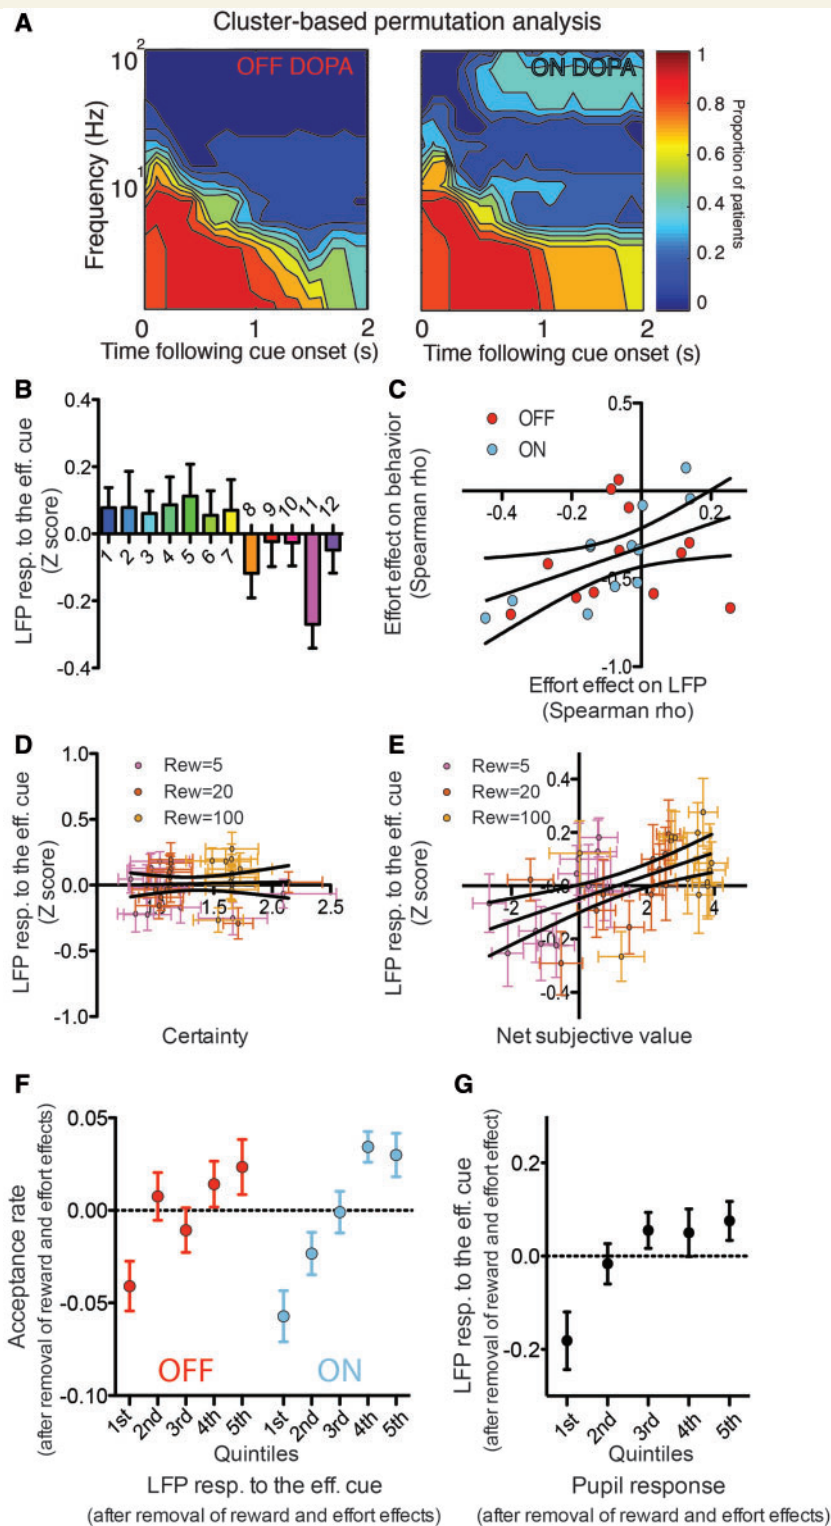 A
Cluster-based permutation analysis
OFF DOPA
ON DOPA
10²
10¹
Frequency (Hz)
0 1 2
Time following cue onset (s)
0 1 2
Time following cue onset (s)
1
0.8
0.6
0.4
0.2
0
Proportion of patients
B
LFP resp. to the eff. cue
(Z score)
0.4
0.2
0.0
-0.2
-0.4
1 2 3 4 5 6 7 8 9 10 11 12
C
Effort effect on behavior
(Spearman rho)
OFF
ON
0.5
-0.4 -0.2 0.2
-0.5
-1.0
Effort effect on LFP
(Spearman rho)
D
LFP resp. to the eff. cue
(Z score)
1.0
0.5
0.0
-0.5
-1.0
Rew=5
Rew=20
Rew=100
1.5 2.0 2.5
Certainty
E
LFP resp. to the eff. cue
(Z score)
Rew=5
Rew=20
Rew=100
0.4
0.2
0.0
-0.2
-0.4
-2 2 4
Net subjective value
F
Acceptance rate
(after removal of reward and effort effects)
0.05
0.00
-0.05
-0.10
OFF
ON
1st 2nd 3rd 4th 5th 1st 2nd 3rd 4th 5th
Quintiles
LFP resp. to the eff. cue
(after removal of reward and effort effects)
G
LFP resp. to the eff. cue
(after removal of reward and effort effect)
0.2
0.0
-0.2
1st 2nd 3rd 4th 5th
Quintiles
Pupil response
(after removal of reward and effort effects)